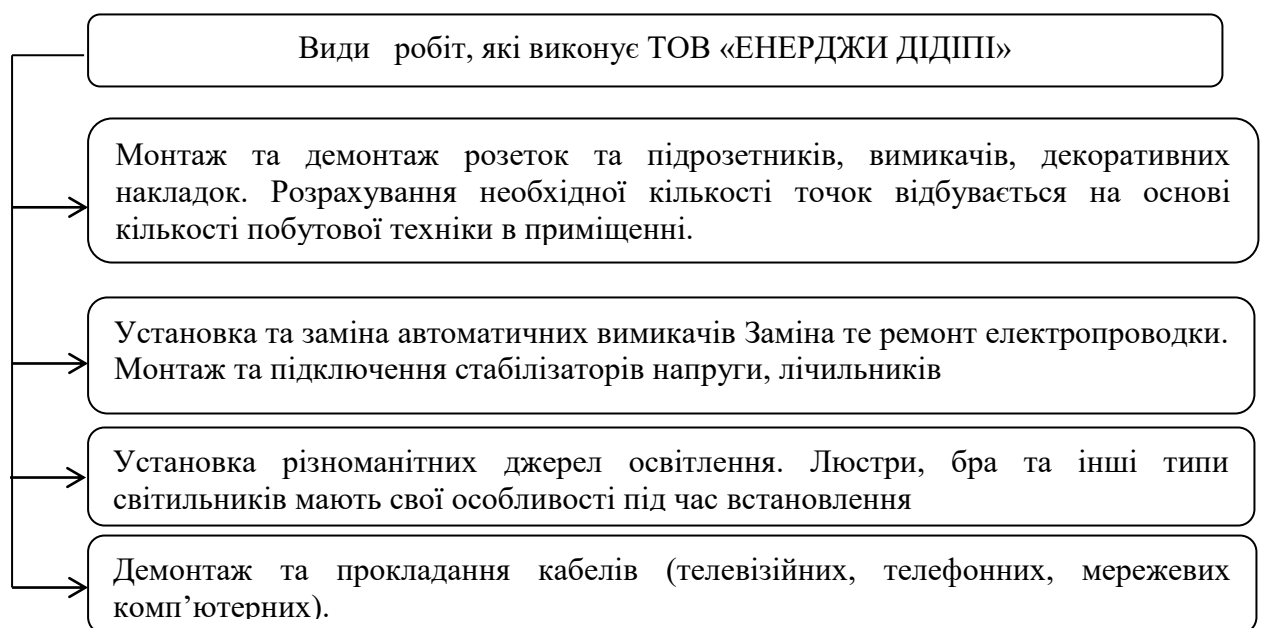 Види робіт, які виконує ТОВ «ЕНЕРДЖИ ДІДІПІ»
Монтаж та демонтаж розеток та підрозетників, вимикачів, декоративних
накладок. Розрахування необхідної кількості точок відбувається на основі
кількості побутової техніки в приміщенні.
Установка та заміна автоматичних вимикачів Заміна те ремонт електропроводки.
Монтаж та підключення стабілізаторів напруги, лічильників
Установка різноманітних джерел освітлення. Люстри, бра та інші типи
світильників мають свої особливості під час встановлення
Демонтаж та прокладання кабелів (телевізійних, телефонних, мережевих
комп’ютерних).